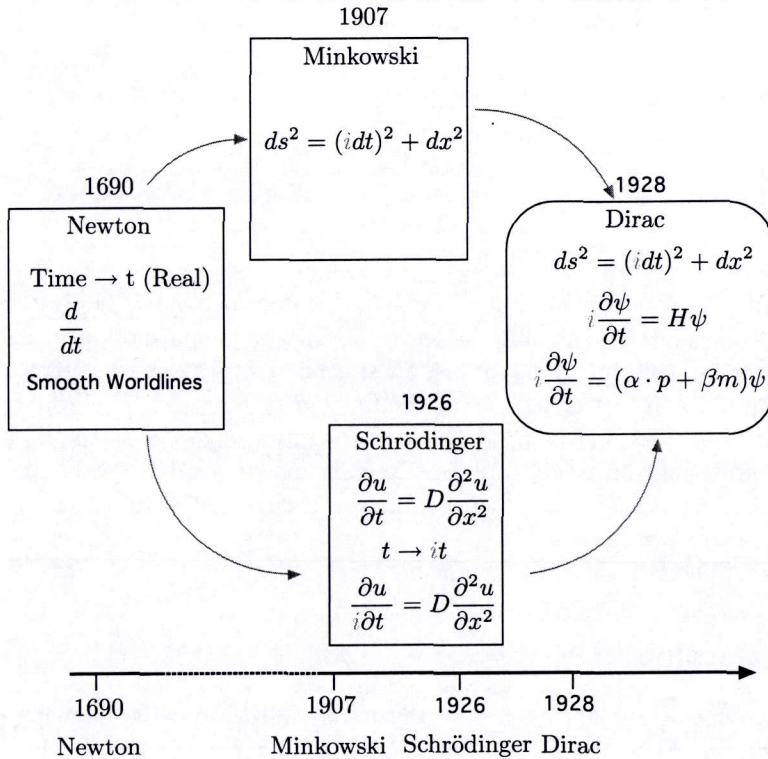 1907
Minkowski
ds² = (idt)² + dx²
1690
Newton
Time → t (Real)
d/dt
Smooth Worldlines
1928
Dirac
ds² = (idt)² + dx²
i ∂ψ/∂t = Hψ
i ∂ψ/∂t = (α · p + βm)ψ
1926
Schrödinger
∂u/∂t = D ∂²u/∂x²
t → it
∂u/i∂t = D ∂²u/∂x²
1690 1907 1926 1928
Newton Minkowski Schrödinger Dirac